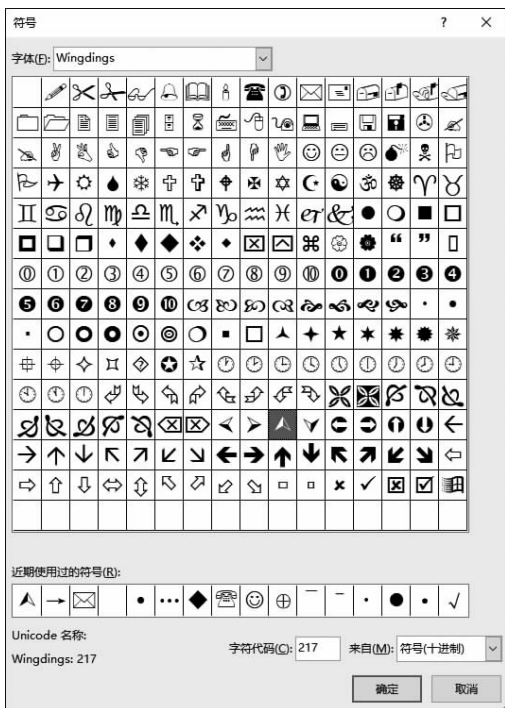 符号 ? ×
字体(F): Wingdings
近期使用过的符号(R):
Unicode 名称:
Wingdings: 217
字符代码(C): 217 来自(M): 符号(十进制)
确定 取消